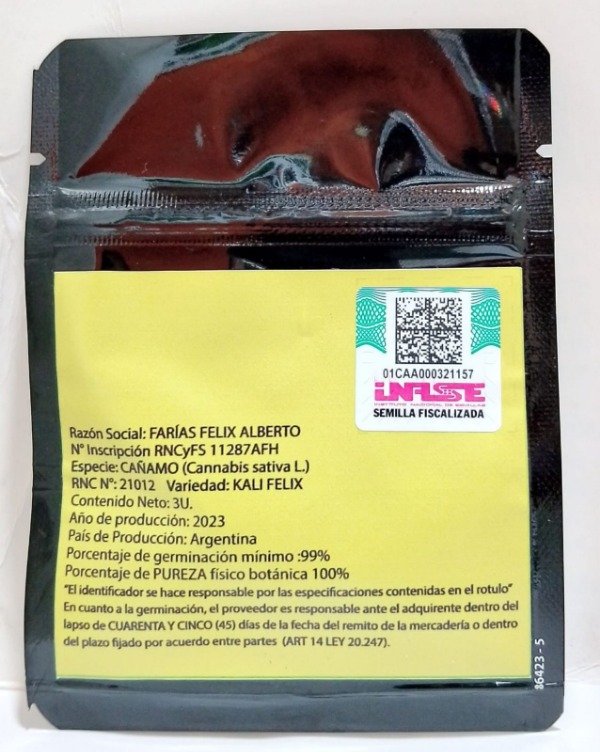 01CAA000321157
INASE
INSTITUTO NACIONAL DE SEMILLAS
SEMILLA FISCALIZADA
Razón Social: FARÍAS FELIX ALBERTO
N° Inscripción RNCyFS 11287AFH
Especie: CAÑAMO (Cannabis sativa L.)
RNC N°: 21012 Variedad: KALI FELIX
Contenido Neto: 3U.
Año de producción: 2023
País de Producción: Argentina
Porcentaje de germinación mínimo :99%
Porcentaje de PUREZA físico botánica 100%
"El identificador se hace responsable por las especificaciones contenidas en el rotulo"
En cuanto a la germinación, el proveedor es responsable ante el adquirente dentro del
lapso de CUARENTA Y CINCO (45) días de la fecha del remito de la mercadería o dentro
del plazo fijado por acuerdo entre partes (ART 14 LEY 20.247).
86423 - 5